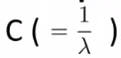 C ( = 1/λ )